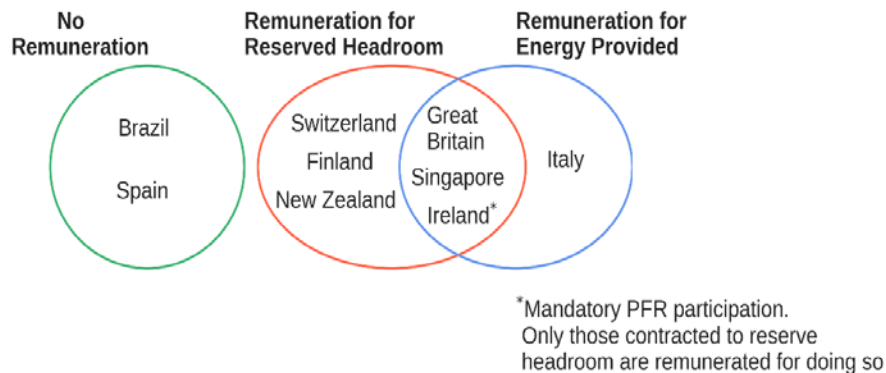 No
Remuneration
Remuneration for
Reserved Headroom
Remuneration for
Energy Provided
Brazil
Spain
Switzerland
Finland
New Zealand
Great
Britain
Singapore
Ireland*
Italy
*Mandatory PFR participation.
Only those contracted to reserve
headroom are remunerated for doing so